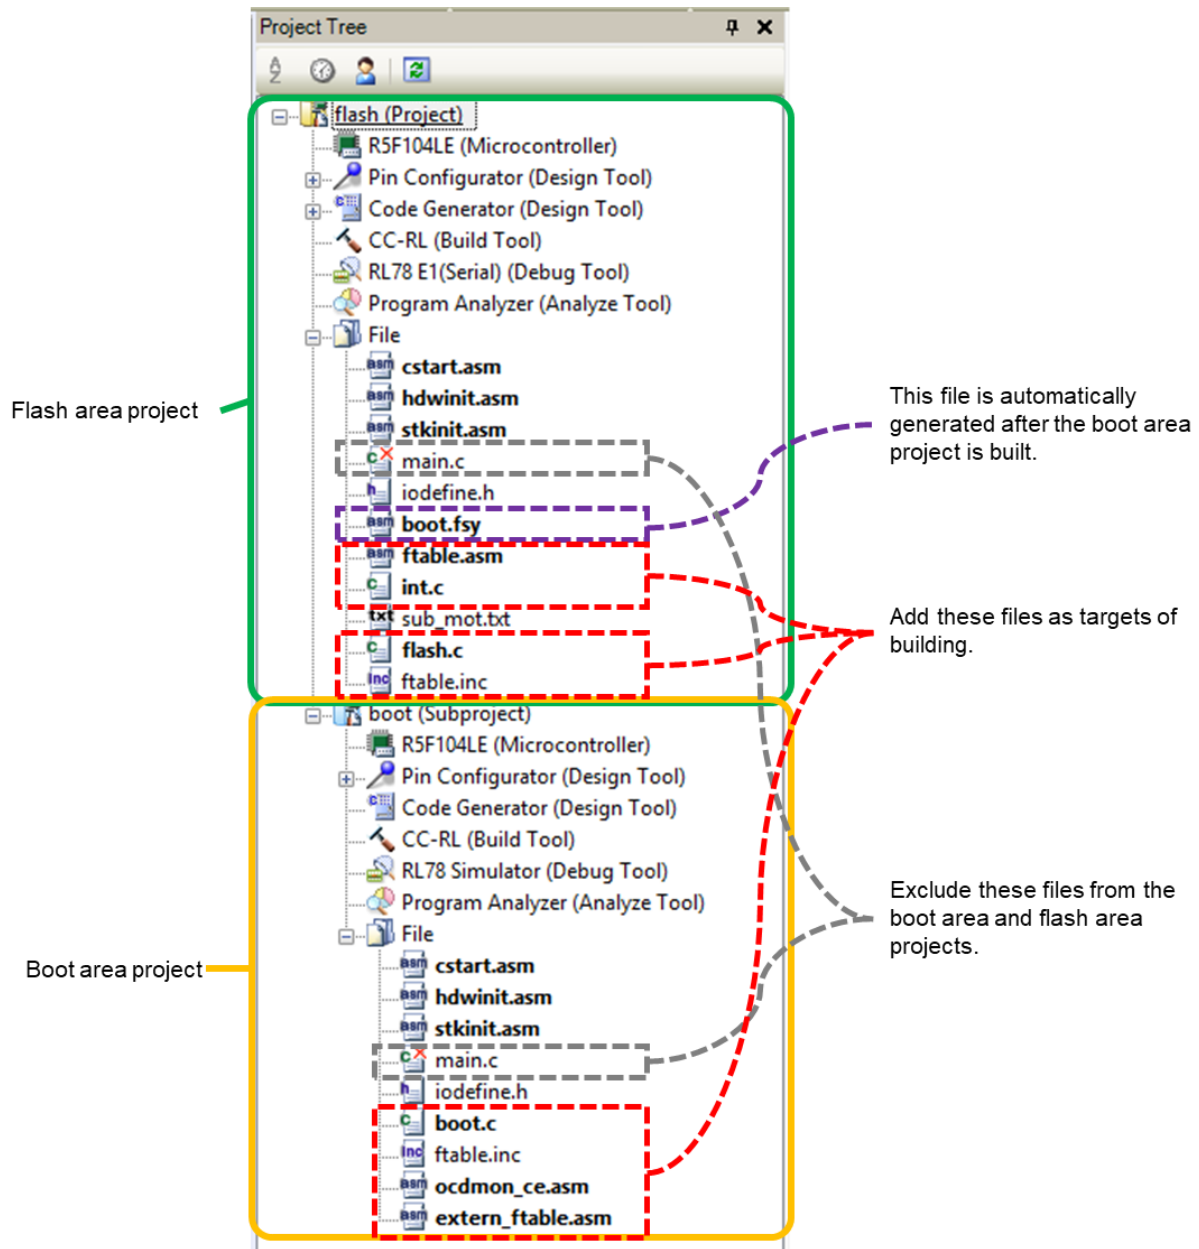 Project Tree
flash (Project)
R5F104LE (Microcontroller)
Pin Configurator (Design Tool)
Code Generator (Design Tool)
CC-RL (Build Tool)
RL78 E1(Serial) (Debug Tool)
Program Analyzer (Analyze Tool)
File
cstart.asm
hdwinit.asm
stkinit.asm
main.c
iodefine.h
boot.fsy
ftable.asm
int.c
sub_mot.txt
flash.c
ftable.inc
boot (Subproject)
R5F104LE (Microcontroller)
Pin Configurator (Design Tool)
Code Generator (Design Tool)
CC-RL (Build Tool)
RL78 Simulator (Debug Tool)
Program Analyzer (Analyze Tool)
File
cstart.asm
hdwinit.asm
stkinit.asm
main.c
iodefine.h
boot.c
ftable.inc
ocdmon_ce.asm
extern_ftable.asm
Flash area project
Boot area project
This file is automatically
generated after the boot area
project is built.
Add these files as targets of
building.
Exclude these files from the
boot area and flash area
projects.